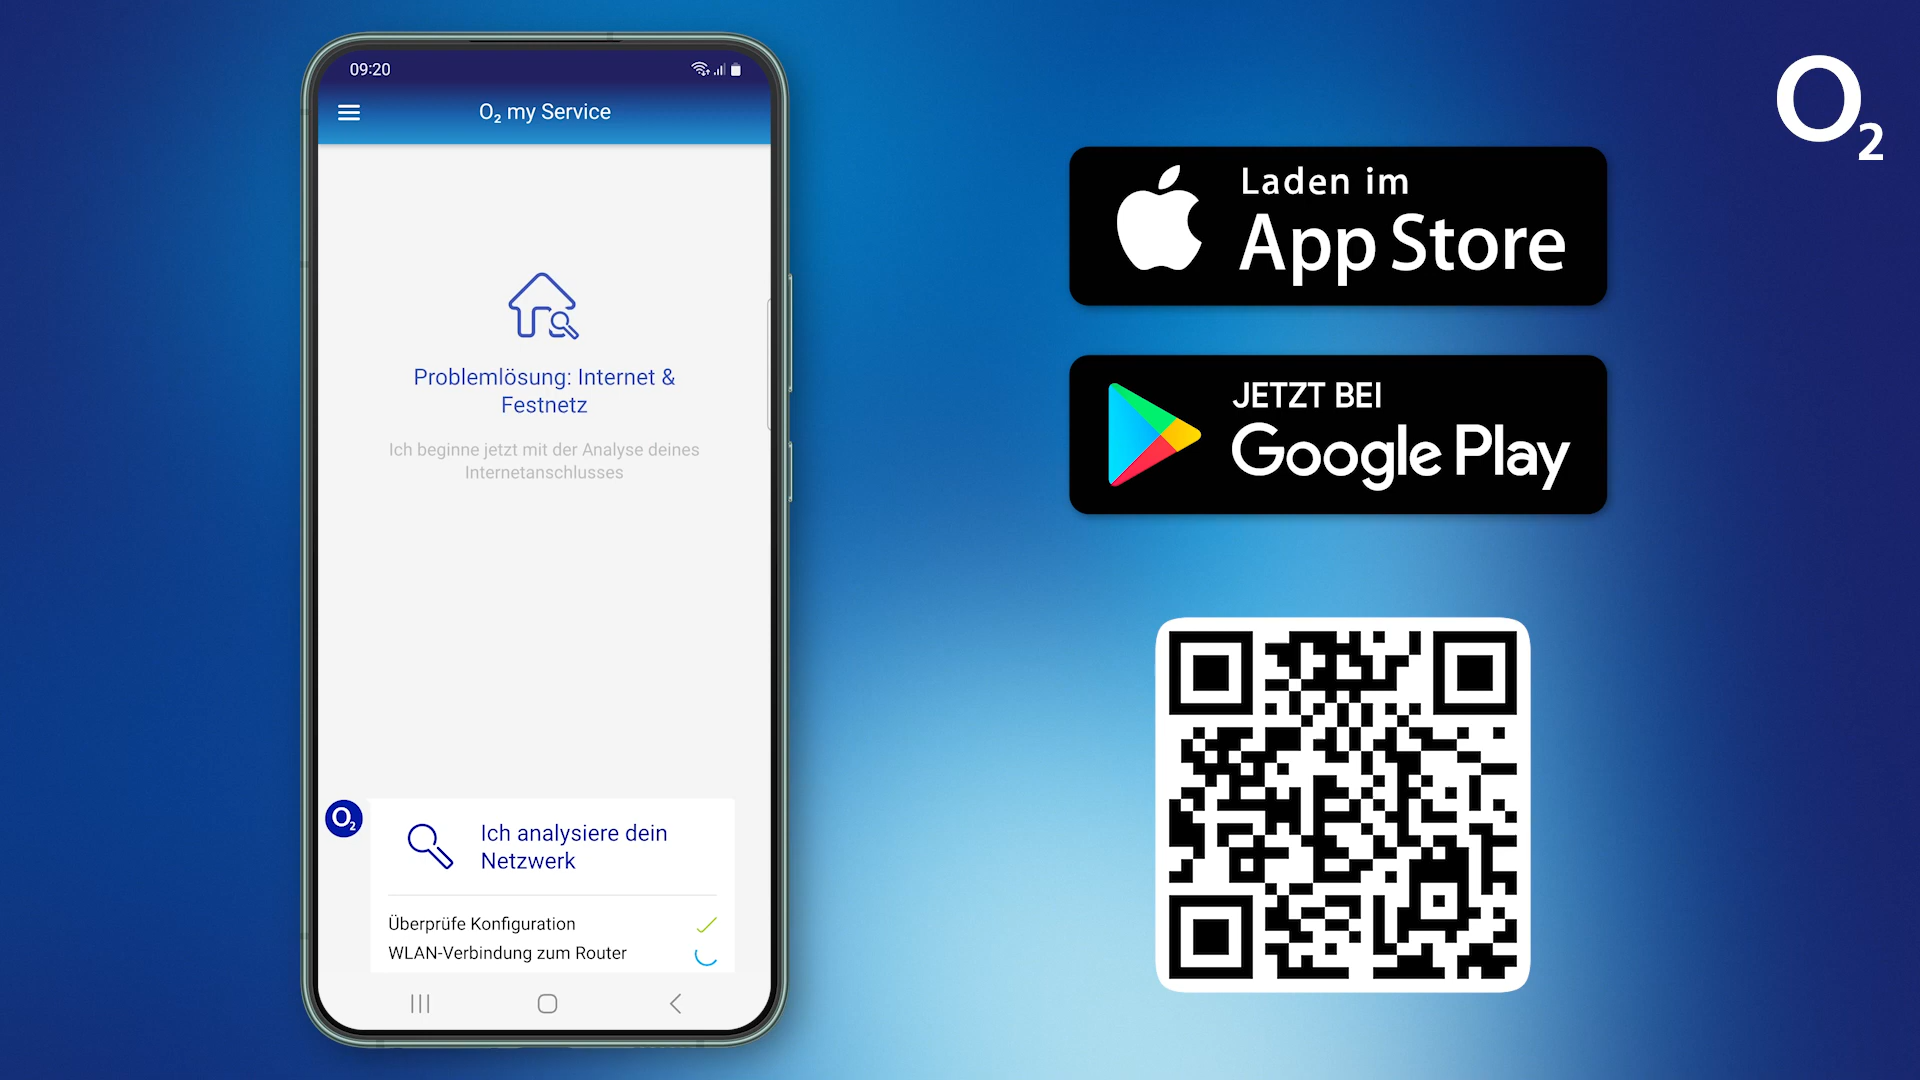 09:20
O₂ my Service
Problemlösung: Internet &
Festnetz
Ich beginne jetzt mit der Analyse deines
Internetanschlusses
O₂
Ich analysiere dein
Netzwerk
Überprüfe Konfiguration
WLAN-Verbindung zum Router
Laden im
App Store
JETZT BEI
Google Play
O₂